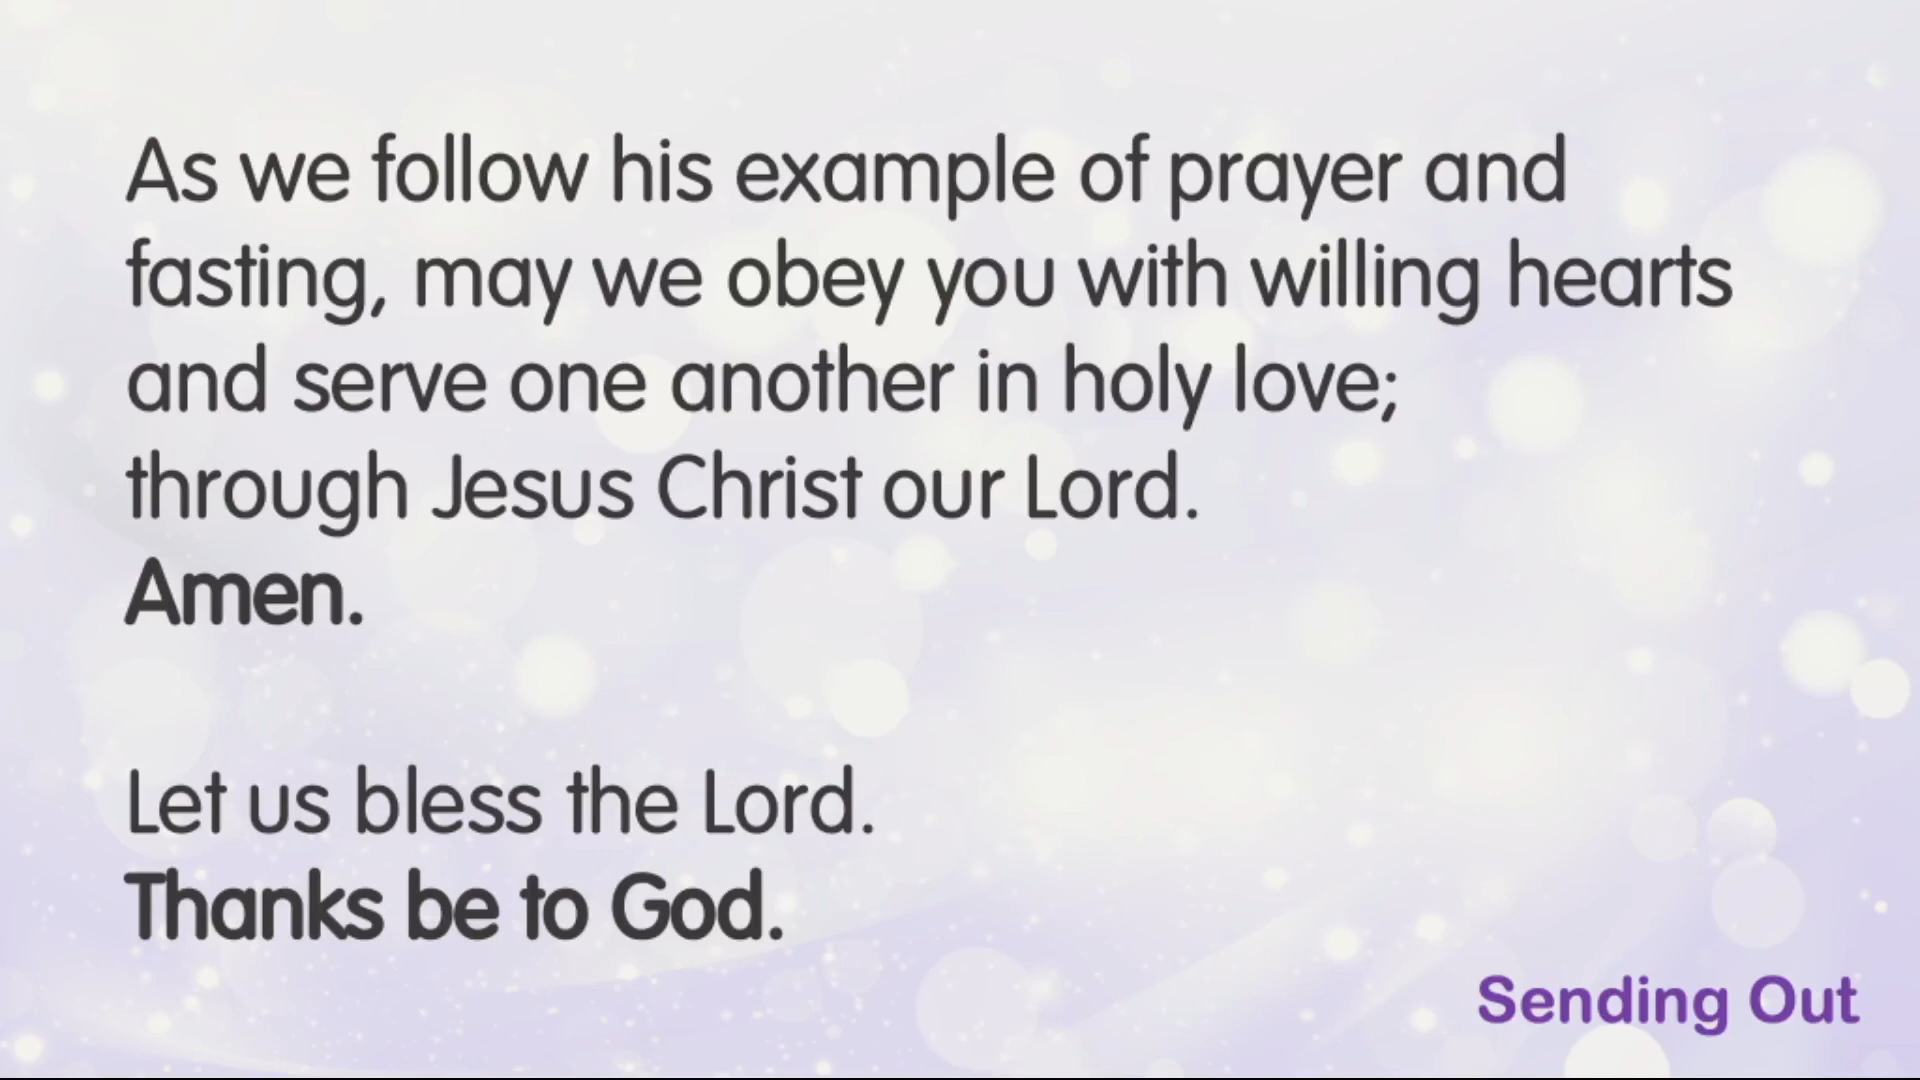 As we follow his example of prayer and
fasting, may we obey you with willing hearts
and serve one another in holy love;
through Jesus Christ our Lord.
Amen.
Let us bless the Lord.
Thanks be to God.
Sending Out